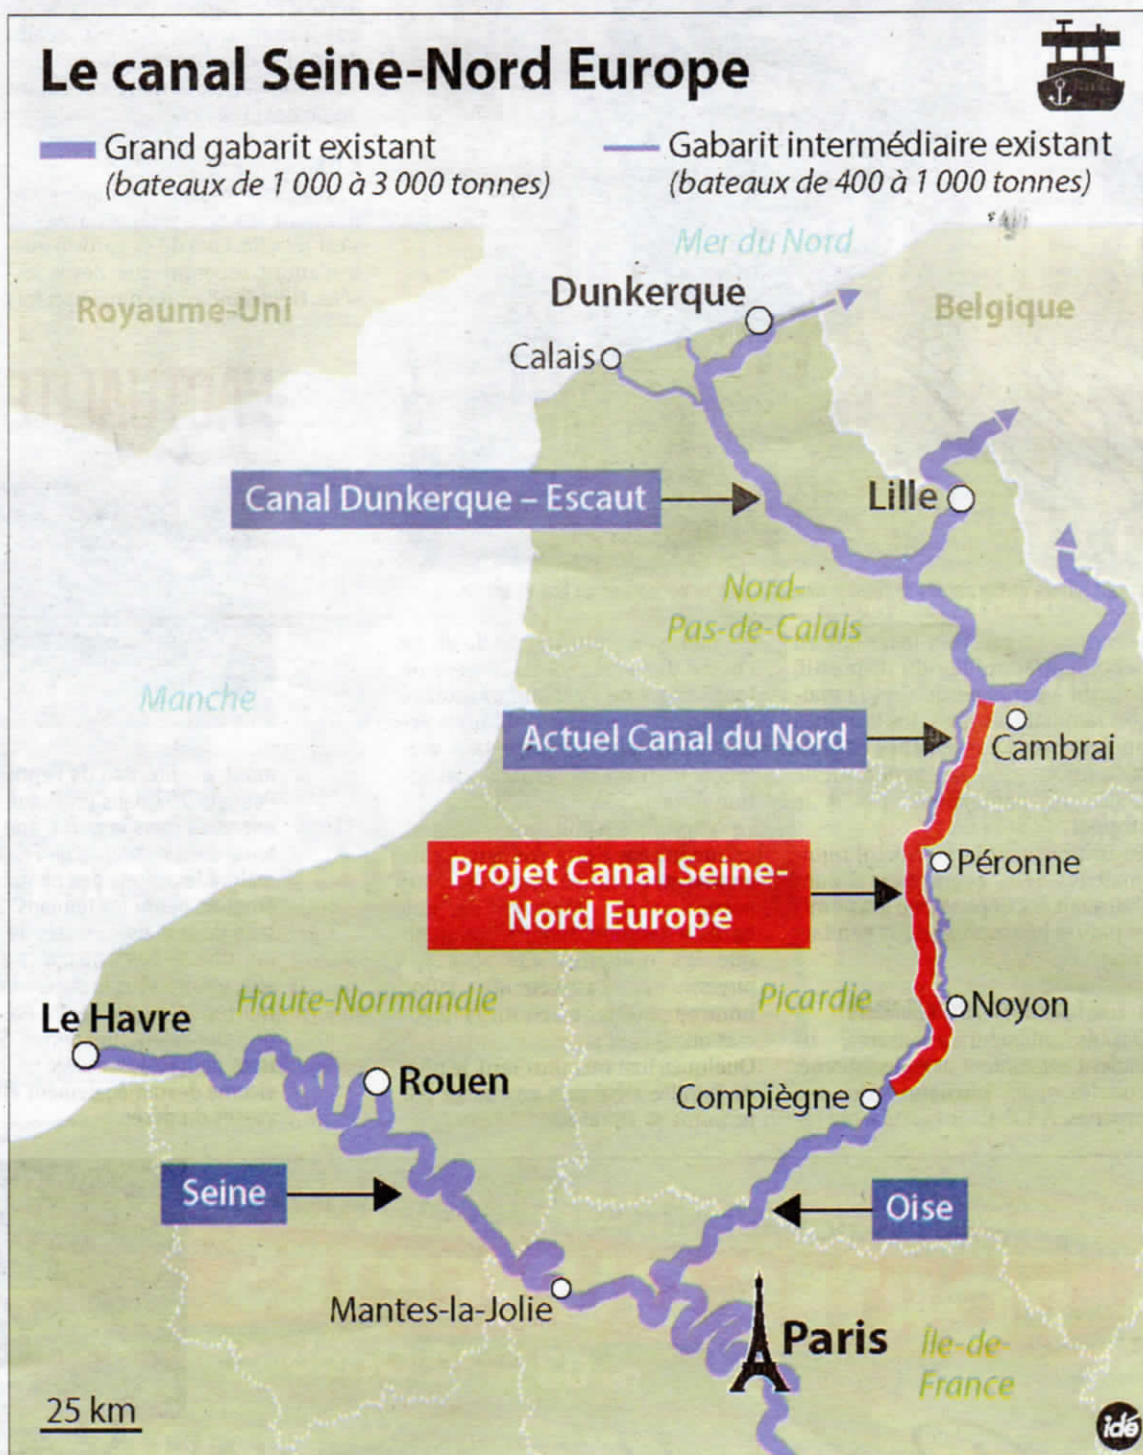 Le canal Seine-Nord Europe
Grand gabarit existant
(bateaux de 1 000 à 3 000 tonnes)
Gabarit intermédiaire existant
(bateaux de 400 à 1 000 tonnes)
Mer du Nord
Royaume-Uni
Dunkerque
Belgique
Calais
Canal Dunkerque – Escaut
Lille
Nord-
Pas-de-Calais
Manche
Actuel Canal du Nord
Cambrai
Projet Canal Seine-
Nord Europe
Péronne
Haute-Normandie
Picardie
Noyon
Le Havre
Rouen
Compiègne
Seine
Oise
Mantes-la-Jolie
Paris
Île-de-
France
25 km
idé